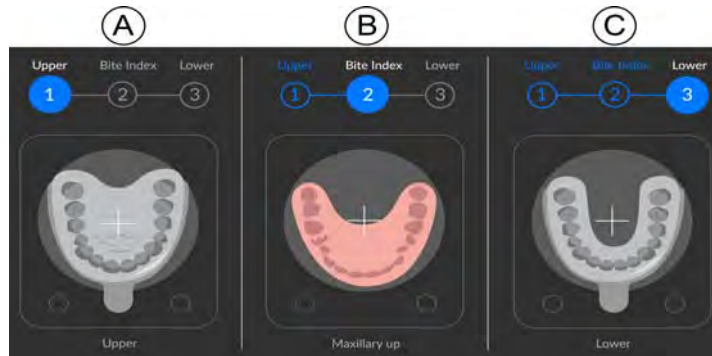 A
B
C
Upper Bite Index Lower
1 2 3
Upper Bite Index Lower
1 2 3
Upper Bite Index Lower
1 2 3
Upper
Maxillary up
Lower